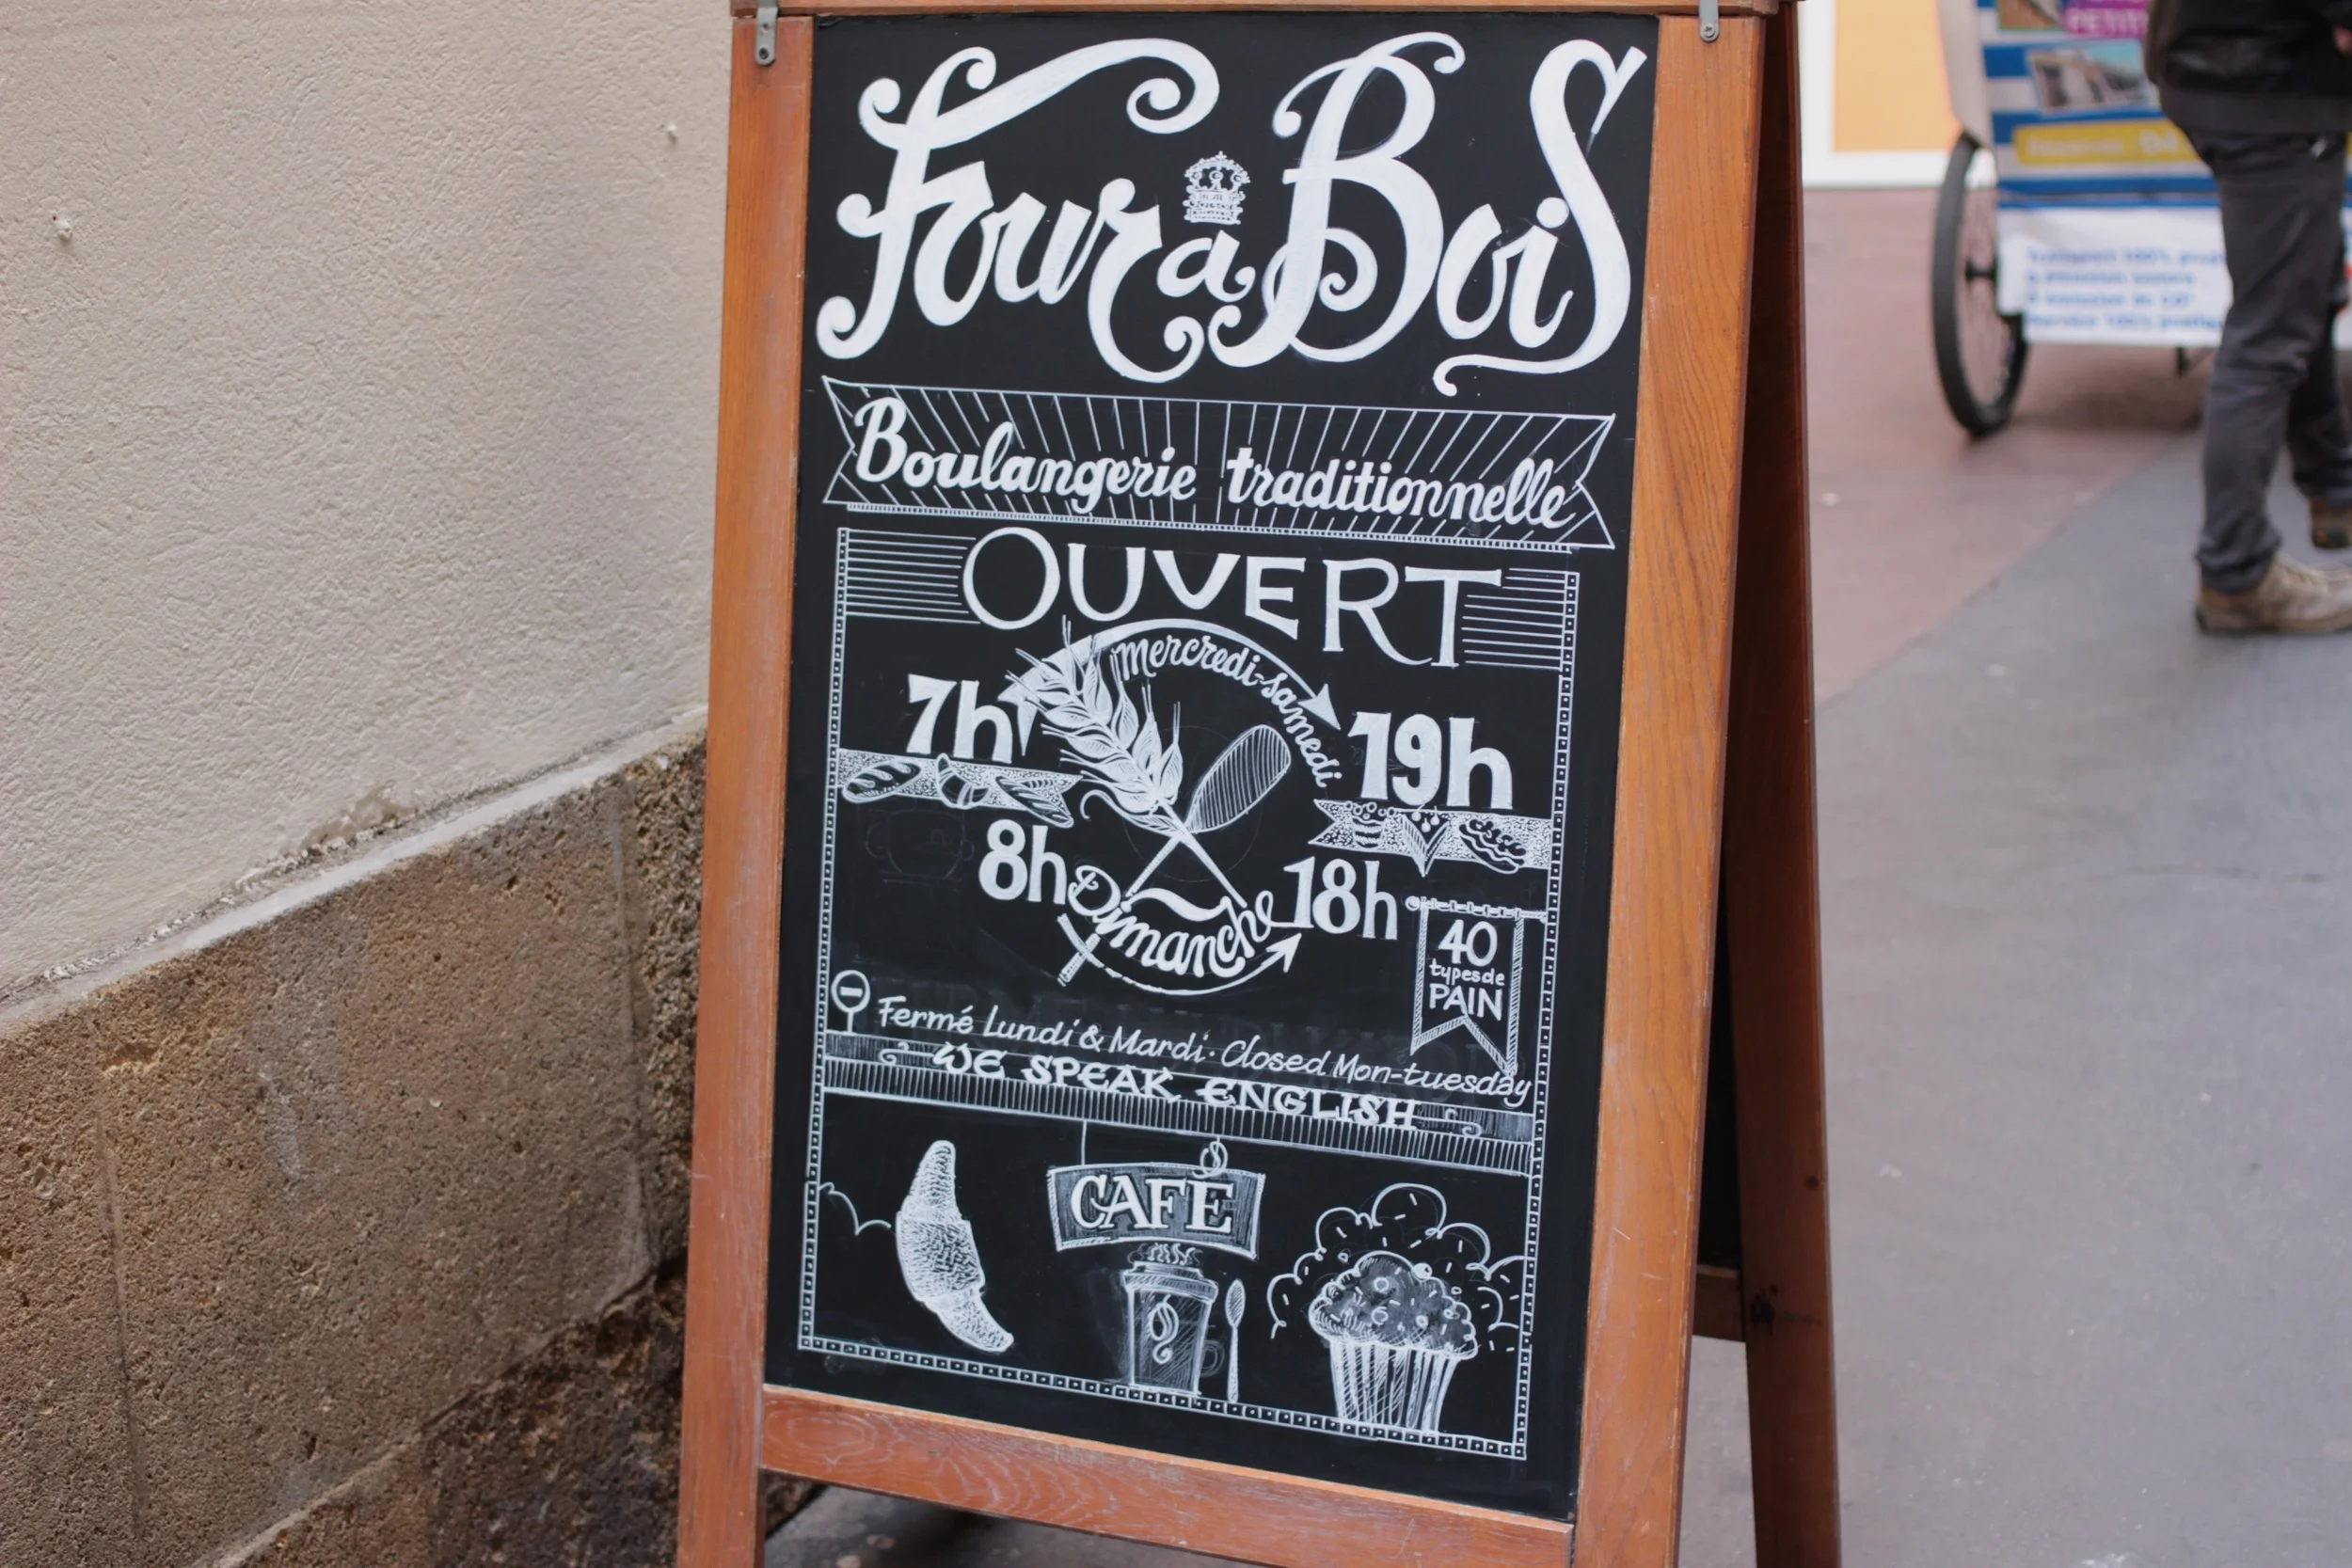 Four a BoiS
Boulangerie traditionnelle
OUVERT
mercredi-samedi
7h
19h
8h
Dimanche
18h
40
types de
PAIN
Fermé Lundi & Mardi · Closed Mon-tuesday
WE SPEAK ENGLISH
CAFE